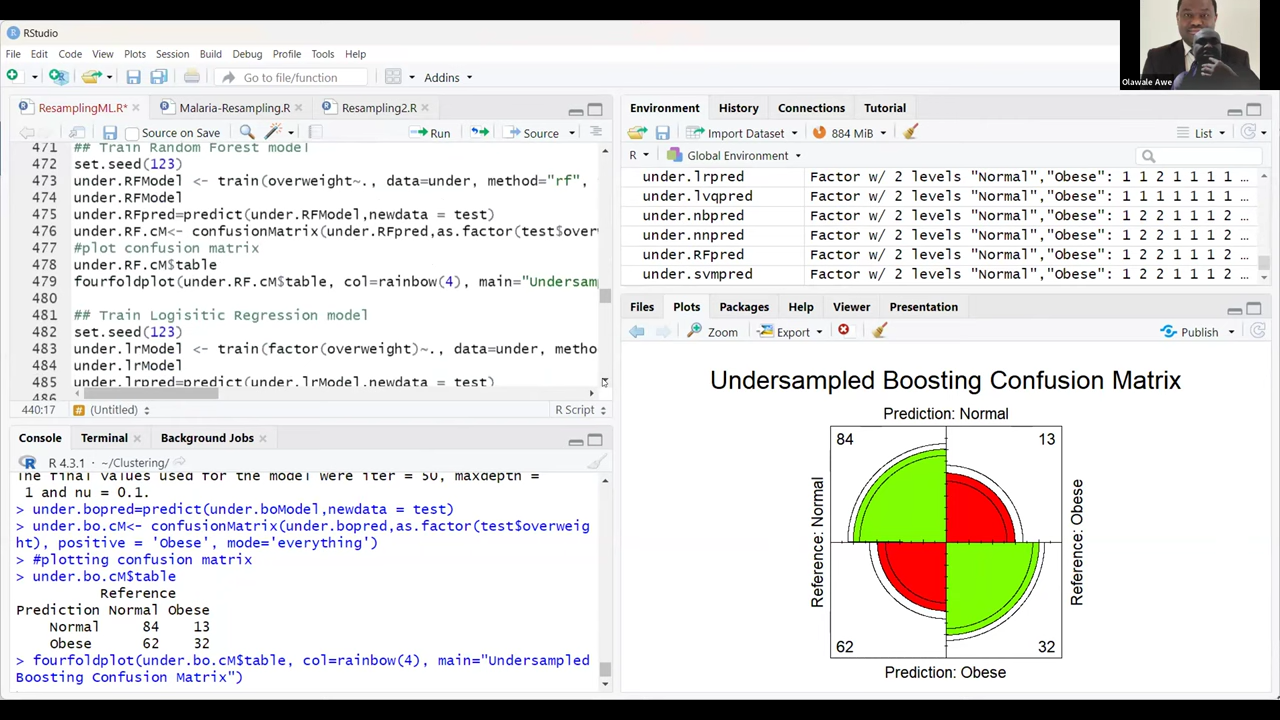 RStudio
File Edit Code View Plots Session Build Debug Profile Tools Help
Go to file/function Addins
Olawale Awe
ResamplingML.R* Malaria-Resampling.R Resampling2.R
Source on Save Run Source
471 ## Train Random Forest model
472 set.seed(123)
473 under.RFModel <- train(overweight~., data=under, method="rf",
474 under.RFModel
475 under.RFpred=predict(under.RFModel,newdata = test)
476 under.RF.cM<- confusionMatrix(under.RFpred,as.factor(test$over
477 #plot confusion matrix
478 under.RF.cM$table
479 fourfoldplot(under.RF.cM$table, col=rainbow(4), main="Undersam
480
481 ## Train Logisitic Regression model
482 set.seed(123)
483 under.lrModel <- train(factor(overweight)~., data=under, metho
484 under.lrModel
485 under.lrpred=predict(under.lrModel,newdata = test)
486
440:17 (Untitled) R Script
Console Terminal Background Jobs
R 4.3.1 · ~/Clustering/
The final values used for the model were iter = 50, maxdepth =
1 and nu = 0.1.
> under.bopred=predict(under.boModel,newdata = test)
> under.bo.cM<- confusionMatrix(under.bopred,as.factor(test$overweig
ht), positive = 'Obese', mode='everything')
> #plotting confusion matrix
> under.bo.cM$table
Reference
Prediction Normal Obese
Normal 84 13
Obese 62 32
> fourfoldplot(under.bo.cM$table, col=rainbow(4), main="Undersampled
Boosting Confusion Matrix")
Environment History Connections Tutorial
Import Dataset 884 MiB List
R Global Environment
under.lrpred Factor w/ 2 levels "Normal","Obese": 1 1 2 1 1 1 1 …
under.lvqpred Factor w/ 2 levels "Normal","Obese": 1 1 1 1 1 1 1 …
under.nbpred Factor w/ 2 levels "Normal","Obese": 1 2 2 1 1 1 2 …
under.nnpred Factor w/ 2 levels "Normal","Obese": 1 2 2 1 1 1 2 …
under.RFpred Factor w/ 2 levels "Normal","Obese": 1 2 2 1 1 1 2 …
under.svmpred Factor w/ 2 levels "Normal","Obese": 1 2 2 1 1 1 2 …
Files Plots Packages Help Viewer Presentation
Zoom Export Publish
Undersampled Boosting Confusion Matrix
Prediction: Normal
84 13
Reference: Normal
Reference: Obese
62 32
Prediction: Obese